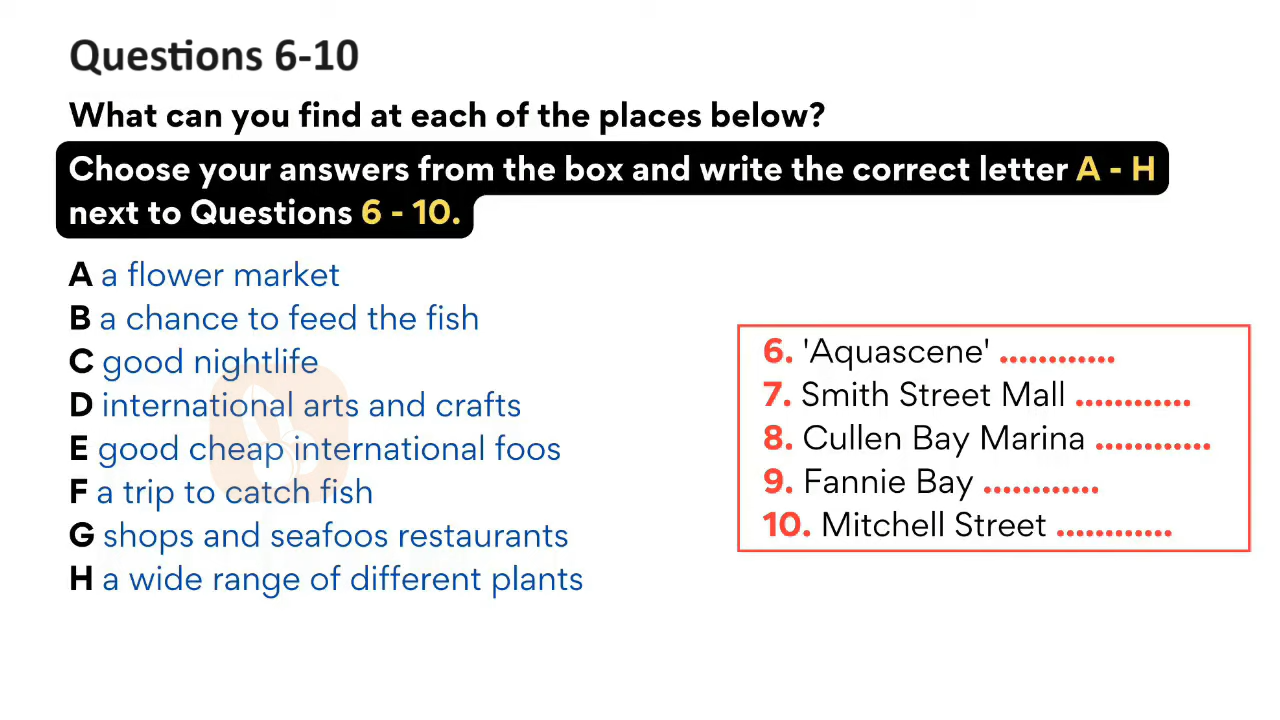 Questions 6-10
What can you find at each of the places below?
Choose your answers from the box and write the correct letter A - H
next to Questions 6 - 10.
A a flower market
B a chance to feed the fish
C good nightlife
D international arts and crafts
E good cheap international foos
F a trip to catch fish
G shops and seafoos restaurants
H a wide range of different plants
6. 'Aquascene' ............
7. Smith Street Mall ............
8. Cullen Bay Marina ............
9. Fannie Bay ............
10. Mitchell Street ............